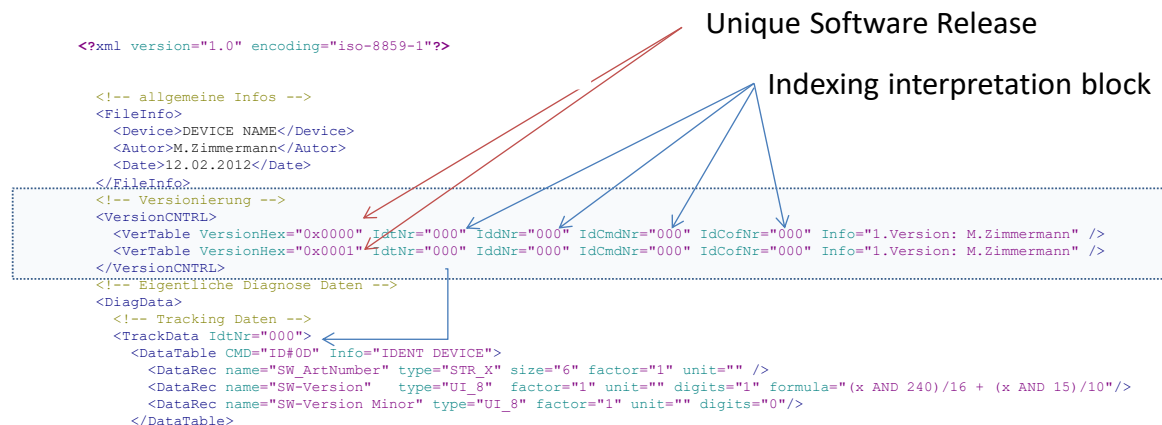 Unique Software Release
<?xml version="1.0" encoding="iso-8859-1"?>
Indexing interpretation block
<!-- allgemeine Infos -->
<FileInfo>
<Device>DEVICE NAME</Device>
<Autor>M.Zimmermann</Autor>
<Date>12.02.2012</Date>
</FileInfo>
<!-- Versionierung -->
<VersionCNTRL>
<VerTable VersionHex="0x0000" IdtNr="000" IddNr="000" IdCmdNr="000" IdCofNr="000" Info="1.Version: M.Zimmermann" />
<VerTable VersionHex="0x0001" IdtNr="000" IddNr="000" IdCmdNr="000" IdCofNr="000" Info="1.Version: M.Zimmermann" />
</VersionCNTRL>
<!-- Eigentliche Diagnose Daten -->
<DiagData>
<!-- Tracking Daten -->
<TrackData IdtNr="000">
<DataTable CMD="ID#0D" Info="IDENT DEVICE">
<DataRec name="SW_ArtNumber" type="STR_X" size="6" factor="1" unit="" />
<DataRec name="SW-Version" type="UI_8" factor="1" unit="" digits="1" formula="(x AND 240)/16 + (x AND 15)/10"/>
<DataRec name="SW-Version Minor" type="UI_8" factor="1" unit="" digits="0"/>
</DataTable>